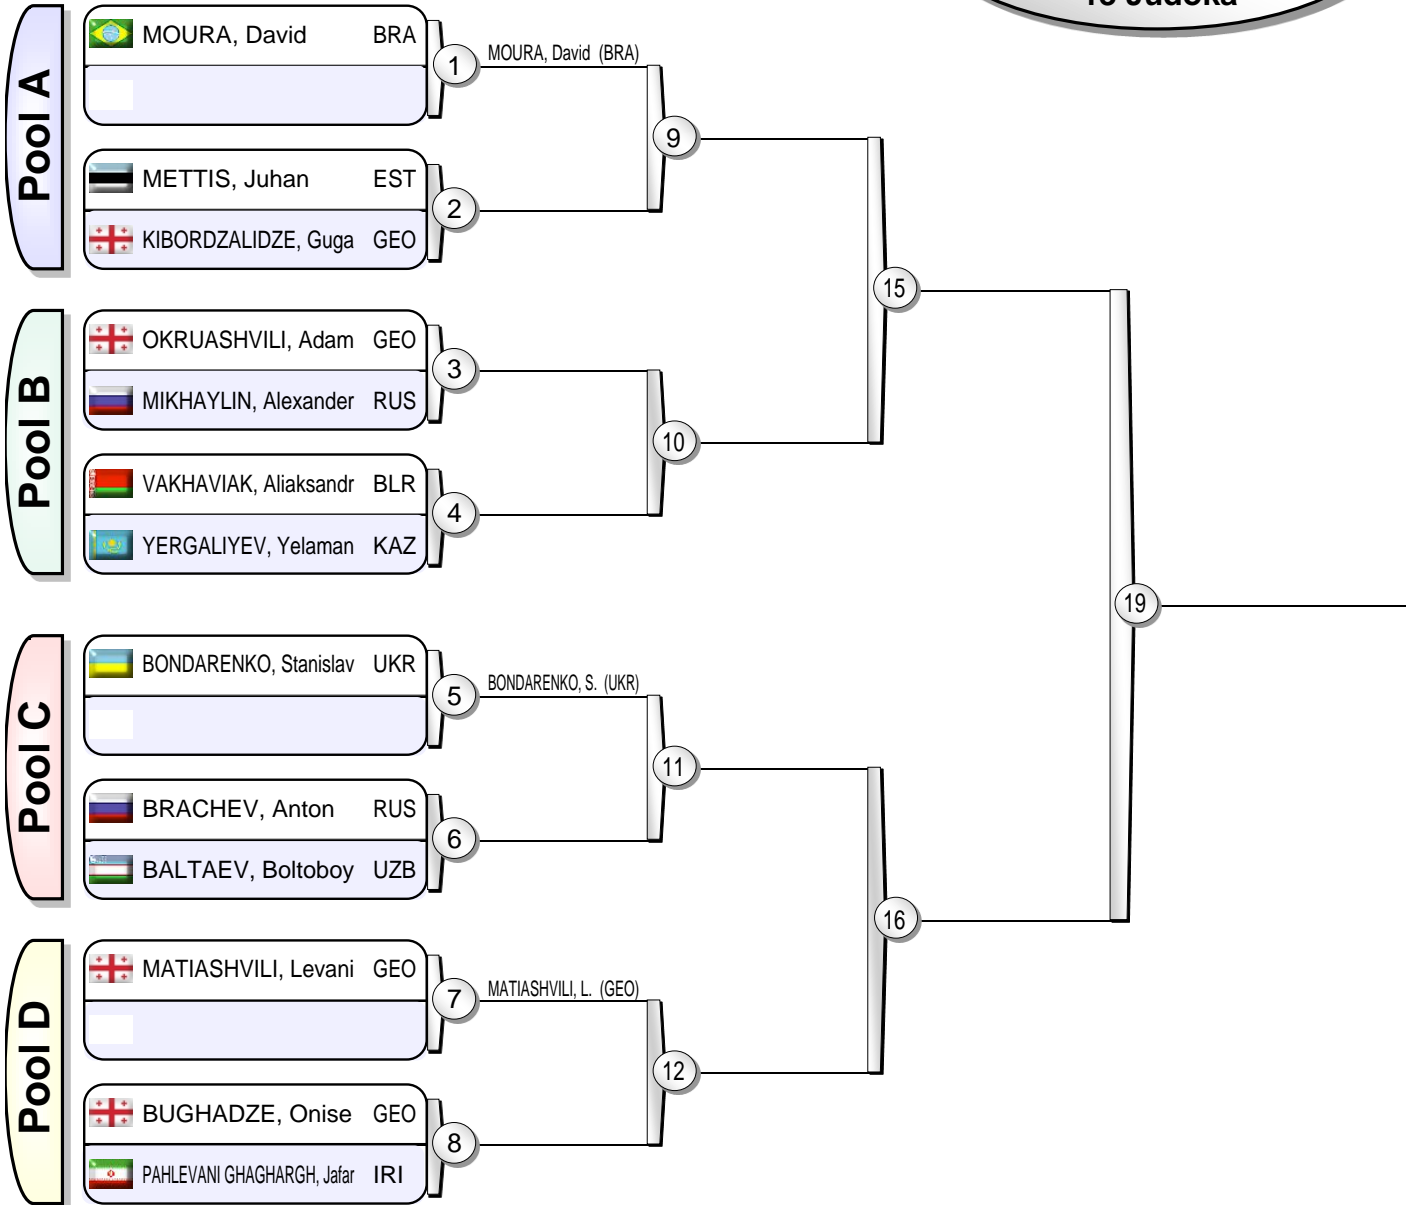 13 Judoka
Pool A
MOURA, David BRA
1
MOURA, David (BRA)
9
METTIS, Juhan EST
2
KIBORDZALIDZE, Guga GEO
15
Pool B
OKRUASHVILI, Adam GEO
3
MIKHAYLIN, Alexander RUS
10
VAKHAVIAK, Aliaksandr BLR
4
YERGALIYEV, Yelaman KAZ
19
Pool C
BONDARENKO, Stanislav UKR
5
BONDARENKO, S. (UKR)
11
BRACHEV, Anton RUS
6
BALTAEV, Boltoboy UZB
16
Pool D
MATIASHVILI, Levani GEO
7
MATIASHVILI, L. (GEO)
12
BUGHADZE, Onise GEO
8
PAHLEVANI GHAGHARGH, Jafar IRI